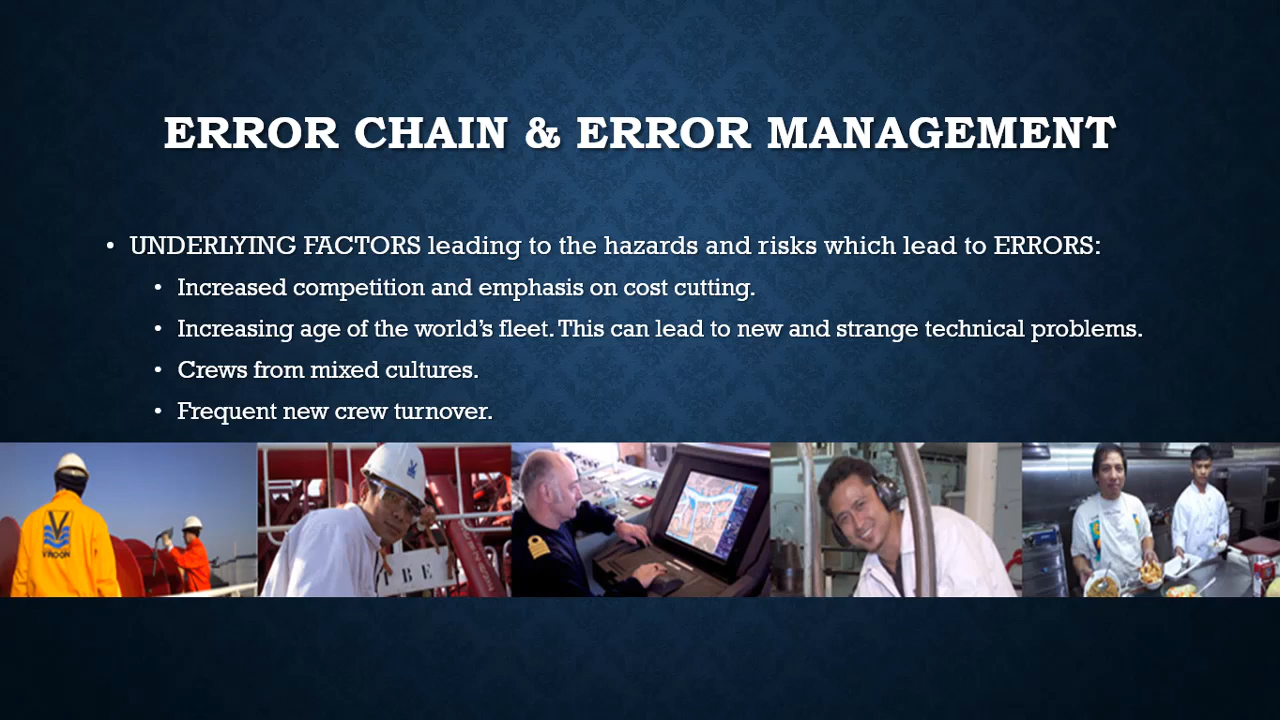 ERROR CHAIN & ERROR MANAGEMENT
• UNDERLYING FACTORS leading to the hazards and risks which lead to ERRORS:
• Increased competition and emphasis on cost cutting.
• Increasing age of the world's fleet. This can lead to new and strange technical problems.
• Crews from mixed cultures.
• Frequent new crew turnover.
VROON